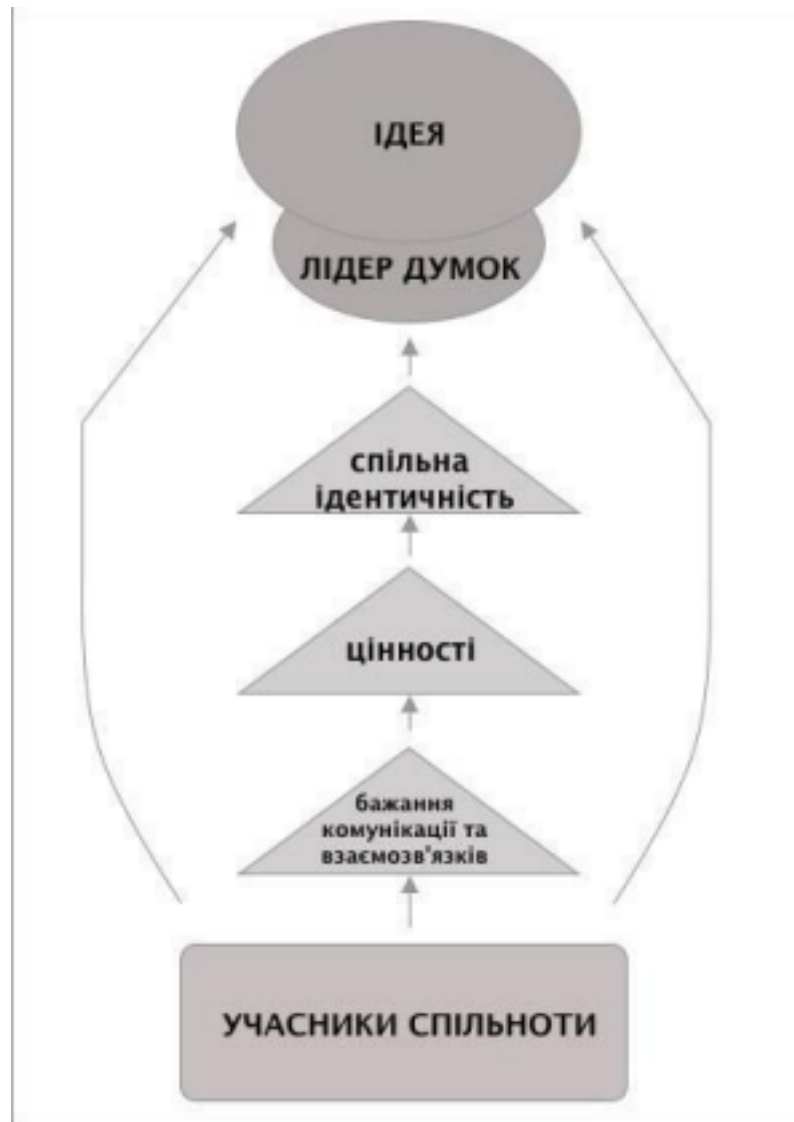 ІДЕЯ
ЛІДЕР ДУМОК
спільна
ідентичність
цінності
бажання
комунікації та
взаємозв'язків
УЧАСНИКИ СПІЛЬНОТИ